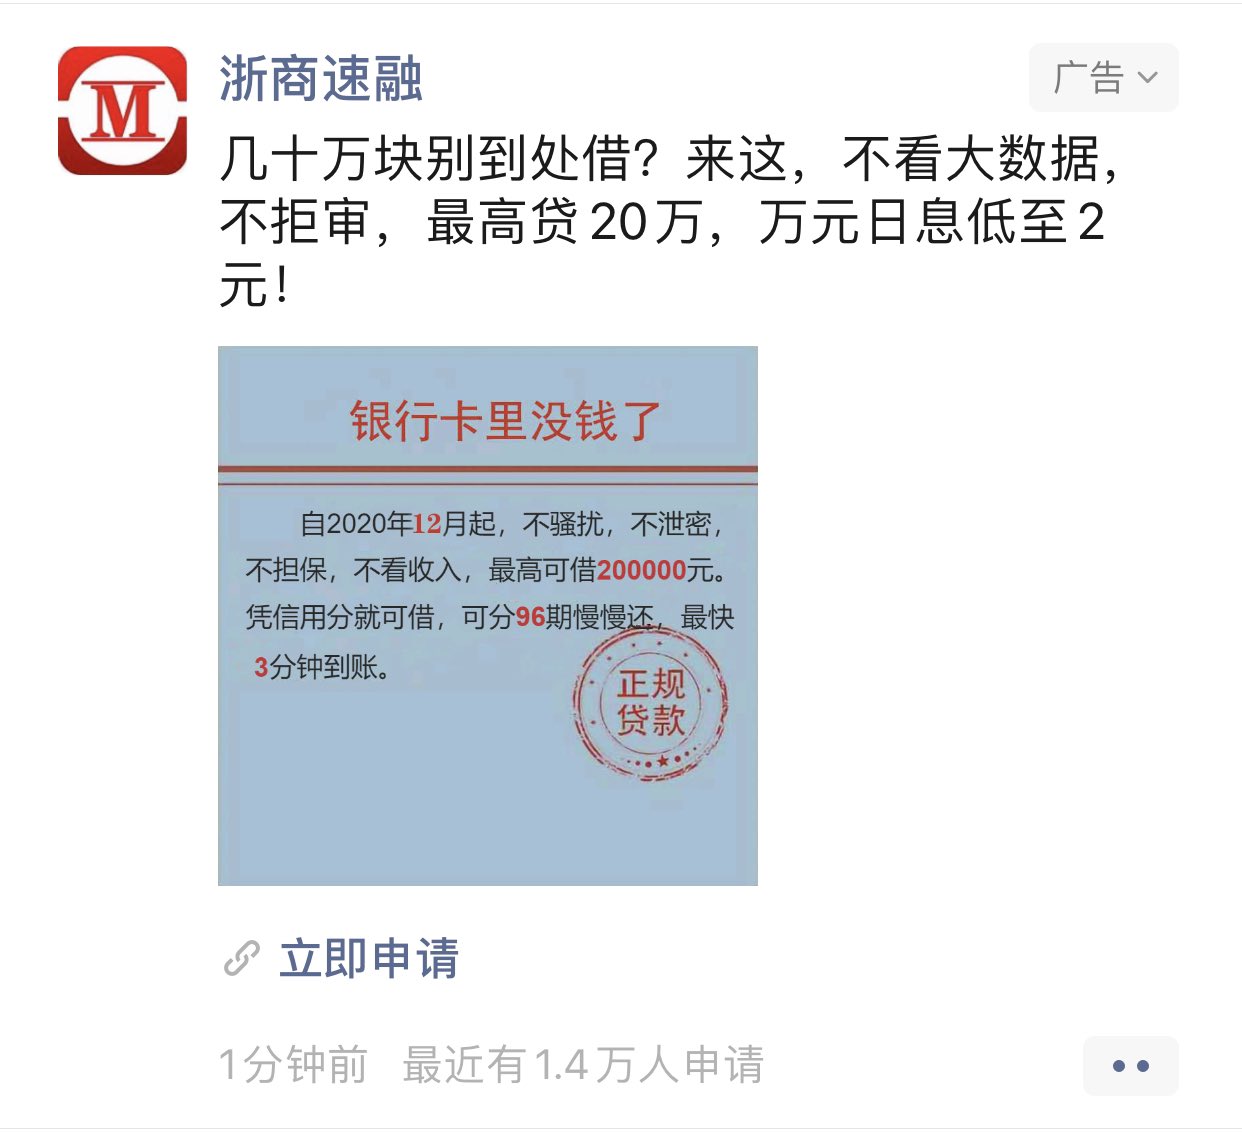 M
浙商速融
广告
几十万块别到处借？来这，不看大数据，
不拒审，最高贷20万，万元日息低至2
元！
银行卡里没钱了
自2020年12月起，不骚扰，不泄密，
不担保，不看收入，最高可借200000元。
凭信用分就可借，可分96期慢慢还，最快
3分钟到账。
正规
贷款
立即申请
1分钟前 最近有1.4万人申请